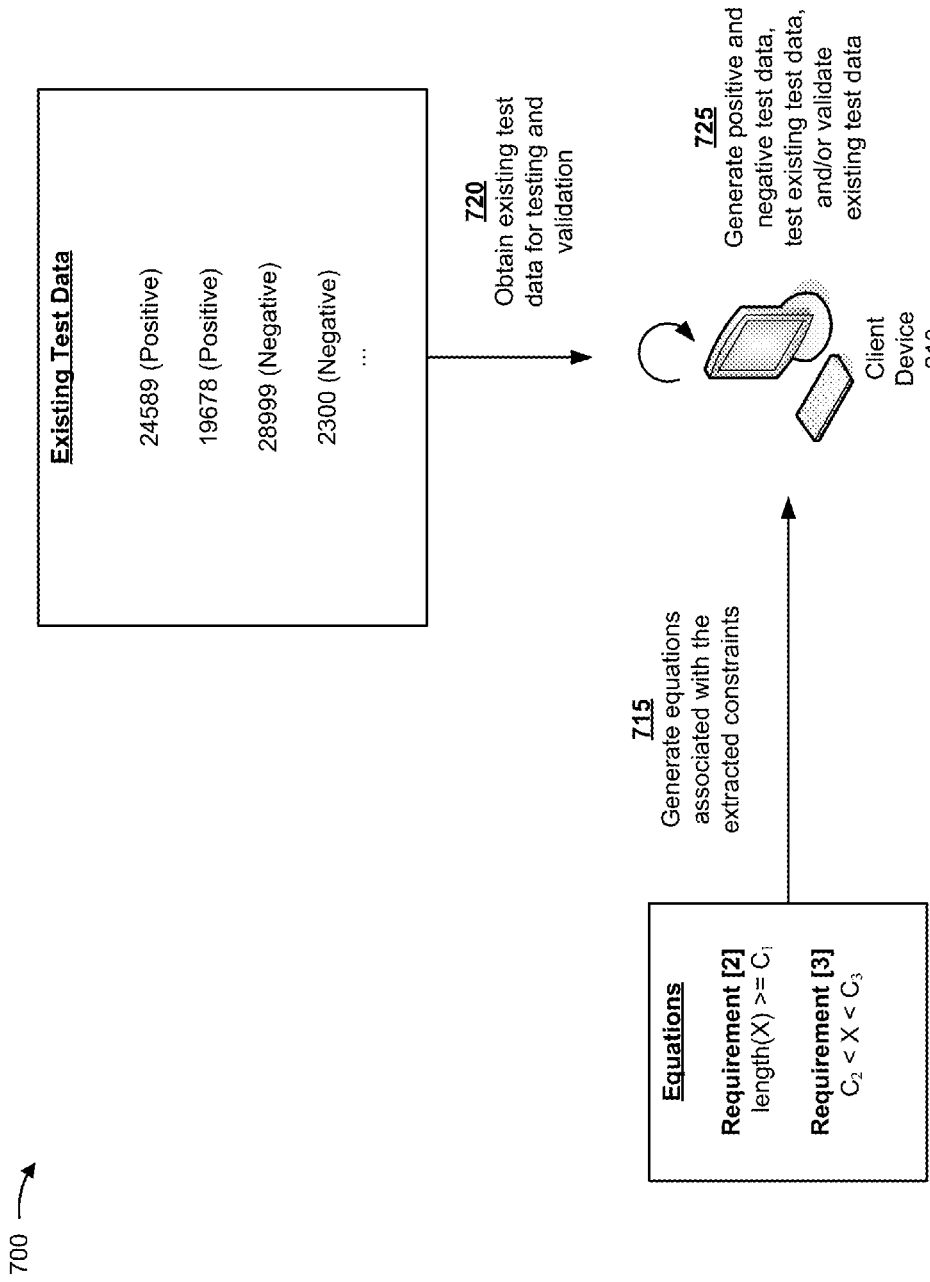 700
Existing Test Data
24589 (Positive)
19678 (Positive)
28999 (Negative)
2300 (Negative)
...
720
Obtain existing test
data for testing and
validation
Equations
Requirement [2]
length(X) >= C₁
Requirement [3]
C₂ < X < C₃
715
Generate equations
associated with the
extracted constraints
725
Generate positive and
negative test data,
test existing test data,
and/or validate
existing test data
Client
Device